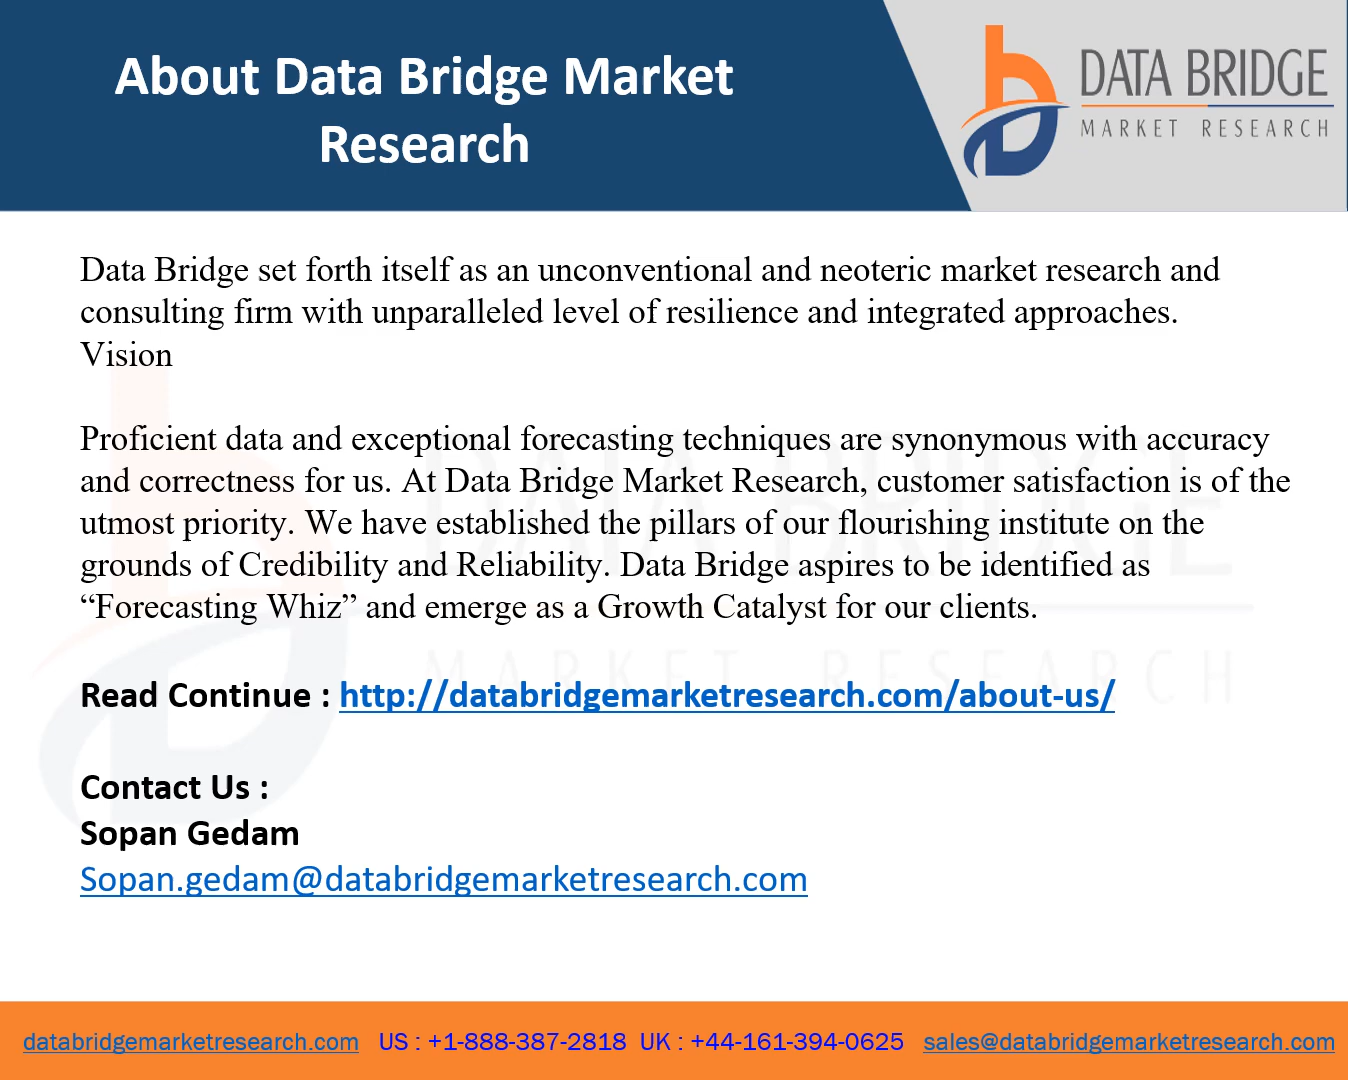 About Data Bridge Market
Research
DATA BRIDGE
MARKET RESEARCH
Data Bridge set forth itself as an unconventional and neoteric market research and
consulting firm with unparalleled level of resilience and integrated approaches.
Vision
Proficient data and exceptional forecasting techniques are synonymous with accuracy
and correctness for us. At Data Bridge Market Research, customer satisfaction is of the
utmost priority. We have established the pillars of our flourishing institute on the
grounds of Credibility and Reliability. Data Bridge aspires to be identified as
“Forecasting Whiz” and emerge as a Growth Catalyst for our clients.
DATA BRIDGE
MARKET RESEARCH
Read Continue : http://databridgemarketresearch.com/about-us/
Contact Us :
Sopan Gedam
Sopan.gedam@databridgemarketresearch.com
databridgemarketresearch.com US : +1-888-387-2818 UK : +44-161-394-0625 sales@databridgemarketresearch.com